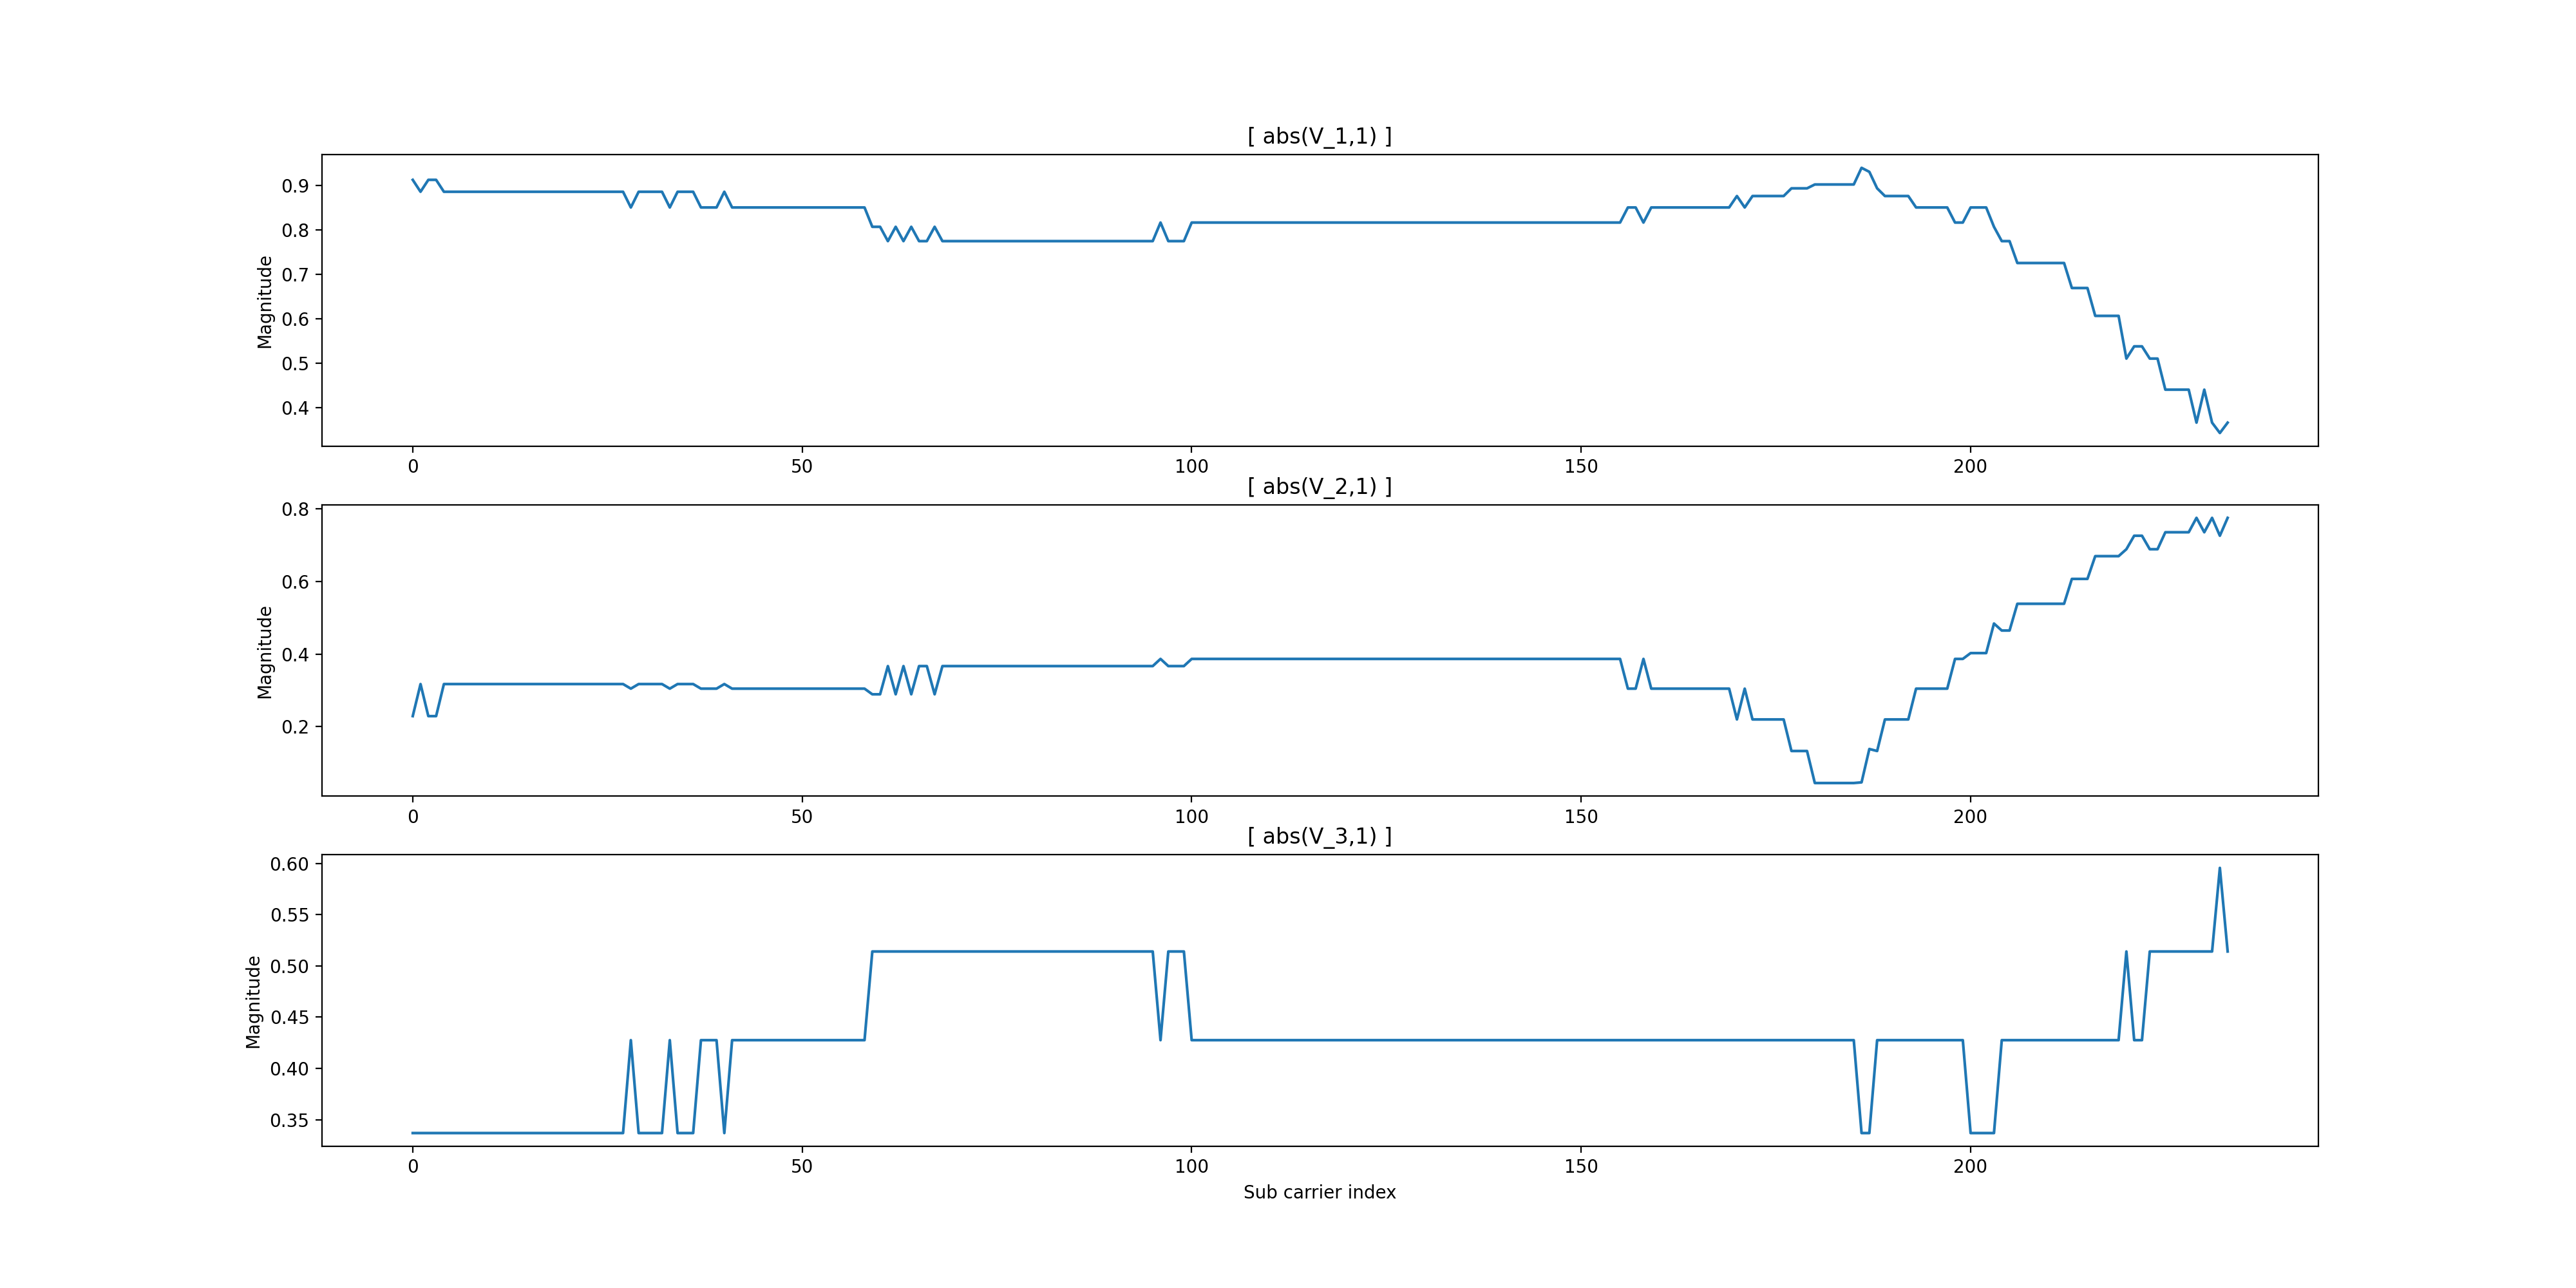 [ abs(V_1,1) ]
Magnitude
0.9
0.8
0.7
0.6
0.5
0.4
0 50 100 150 200
[ abs(V_2,1) ]
Magnitude
0.8
0.6
0.4
0.2
0 50 100 150 200
[ abs(V_3,1) ]
Magnitude
0.60
0.55
0.50
0.45
0.40
0.35
0 50 100 150 200
Sub carrier index